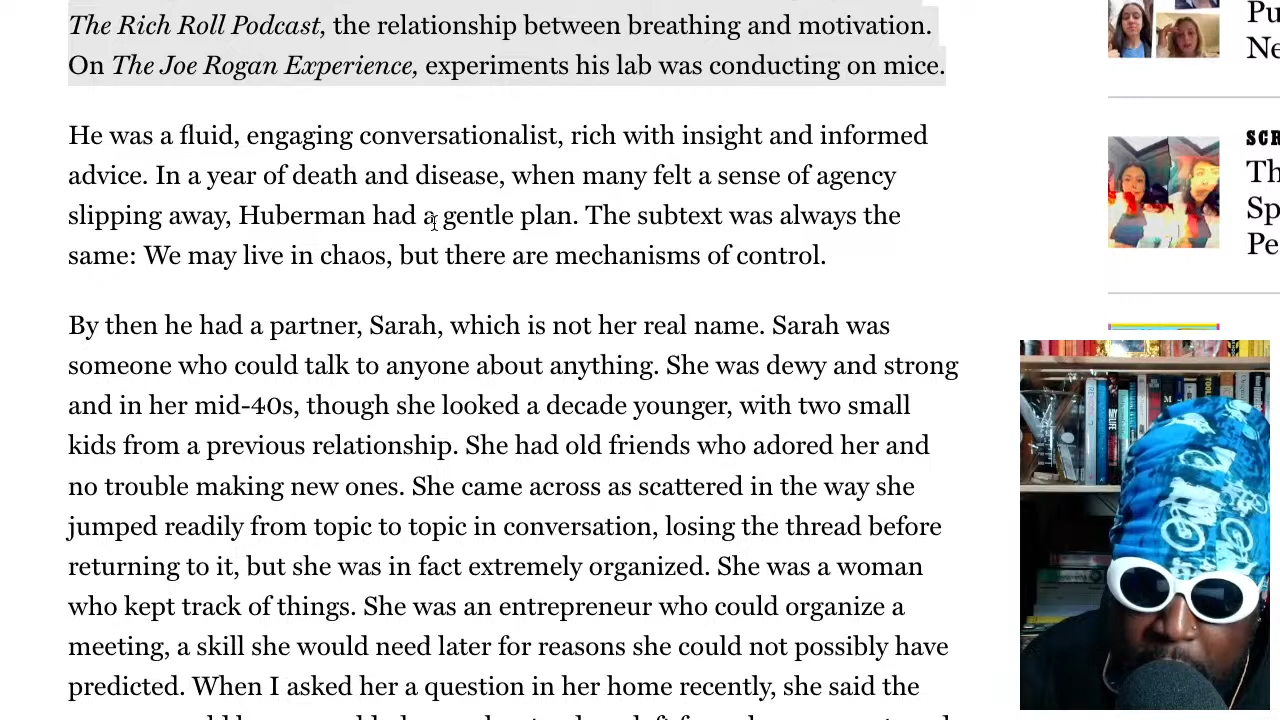 The Rich Roll Podcast, the relationship between breathing and motivation.
On The Joe Rogan Experience, experiments his lab was conducting on mice.
He was a fluid, engaging conversationalist, rich with insight and informed
advice. In a year of death and disease, when many felt a sense of agency
slipping away, Huberman had a gentle plan. The subtext was always the
same: We may live in chaos, but there are mechanisms of control.
By then he had a partner, Sarah, which is not her real name. Sarah was
someone who could talk to anyone about anything. She was dewy and strong
and in her mid-40s, though she looked a decade younger, with two small
kids from a previous relationship. She had old friends who adored her and
no trouble making new ones. She came across as scattered in the way she
jumped readily from topic to topic in conversation, losing the thread before
returning to it, but she was in fact extremely organized. She was a woman
who kept track of things. She was an entrepreneur who could organize a
meeting, a skill she would need later for reasons she could not possibly have
predicted. When I asked her a question in her home recently, she said the
Pu
Ne
SCR
Th
Sp
Pe